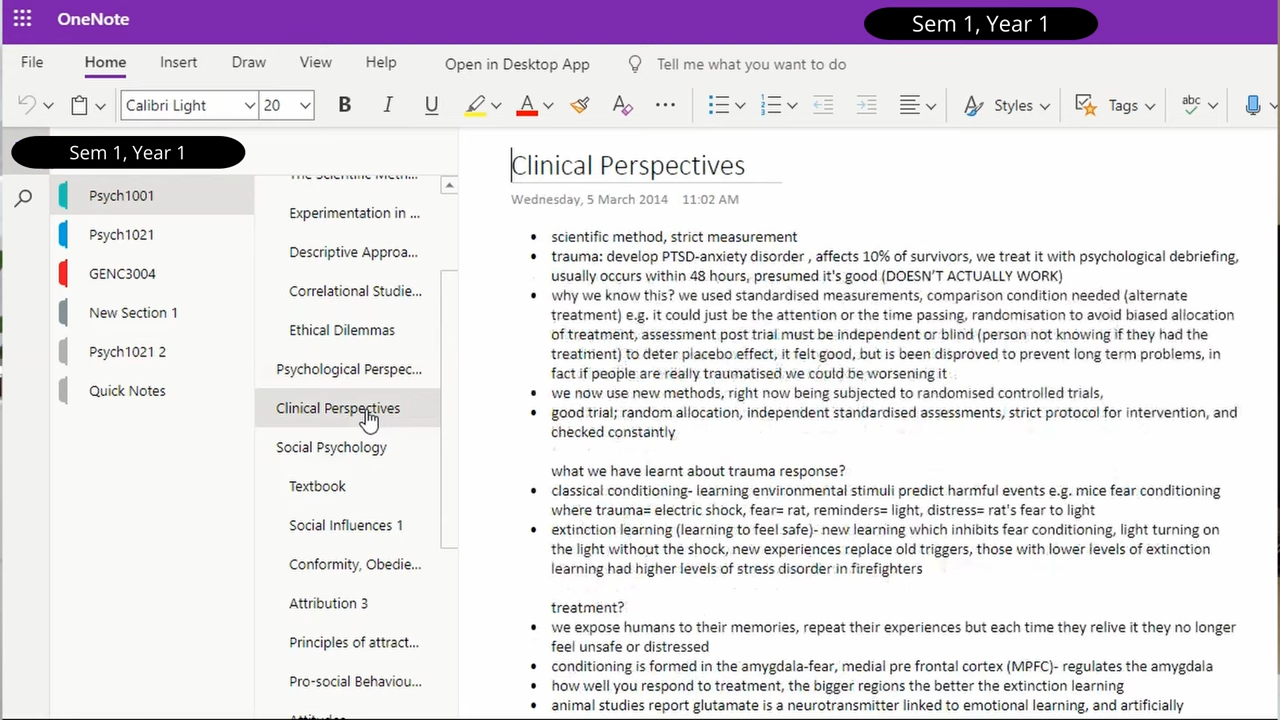 OneNote
Sem 1, Year 1
File Home Insert Draw View Help Open in Desktop App Tell me what you want to do
Calibri Light 20 B I U A A ... Styles Tags abc
Sem 1, Year 1
Psych1001
Psych1021
GENC3004
New Section 1
Psych1021 2
Quick Notes
The Scientific Meth...
Experimentation in ...
Descriptive Approa...
Correlational Studie...
Ethical Dilemmas
Psychological Perspec...
Clinical Perspectives
Social Psychology
Textbook
Social Influences 1
Conformity, Obedie...
Attribution 3
Principles of attract...
Pro-social Behaviou...
Attitudes
Clinical Perspectives
Wednesday, 5 March 2014 11:02 AM
• scientific method, strict measurement
• trauma: develop PTSD-anxiety disorder , affects 10% of survivors, we treat it with psychological debriefing,
usually occurs within 48 hours, presumed it's good (DOESN'T ACTUALLY WORK)
• why we know this? we used standardised measurements, comparison condition needed (alternate
treatment) e.g. it could just be the attention or the time passing, randomisation to avoid biased allocation
of treatment, assessment post trial must be independent or blind (person not knowing if they had the
treatment) to deter placebo effect, it felt good, but is been disproved to prevent long term problems, in
fact if people are really traumatised we could be worsening it
• we now use new methods, right now being subjected to randomised controlled trials,
• good trial; random allocation, independent standardised assessments, strict protocol for intervention, and
checked constantly
what we have learnt about trauma response?
• classical conditioning- learning environmental stimuli predict harmful events e.g. mice fear conditioning
where trauma= electric shock, fear= rat, reminders= light, distress= rat's fear to light
• extinction learning (learning to feel safe)- new learning which inhibits fear conditioning, light turning on
the light without the shock, new experiences replace old triggers, those with lower levels of extinction
learning had higher levels of stress disorder in firefighters
treatment?
• we expose humans to their memories, repeat their experiences but each time they relive it they no longer
feel unsafe or distressed
• conditioning is formed in the amygdala-fear, medial pre frontal cortex (MPFC)- regulates the amygdala
• how well you respond to treatment, the bigger regions the better the extinction learning
• animal studies report glutamate is a neurotransmitter linked to emotional learning, and artificially